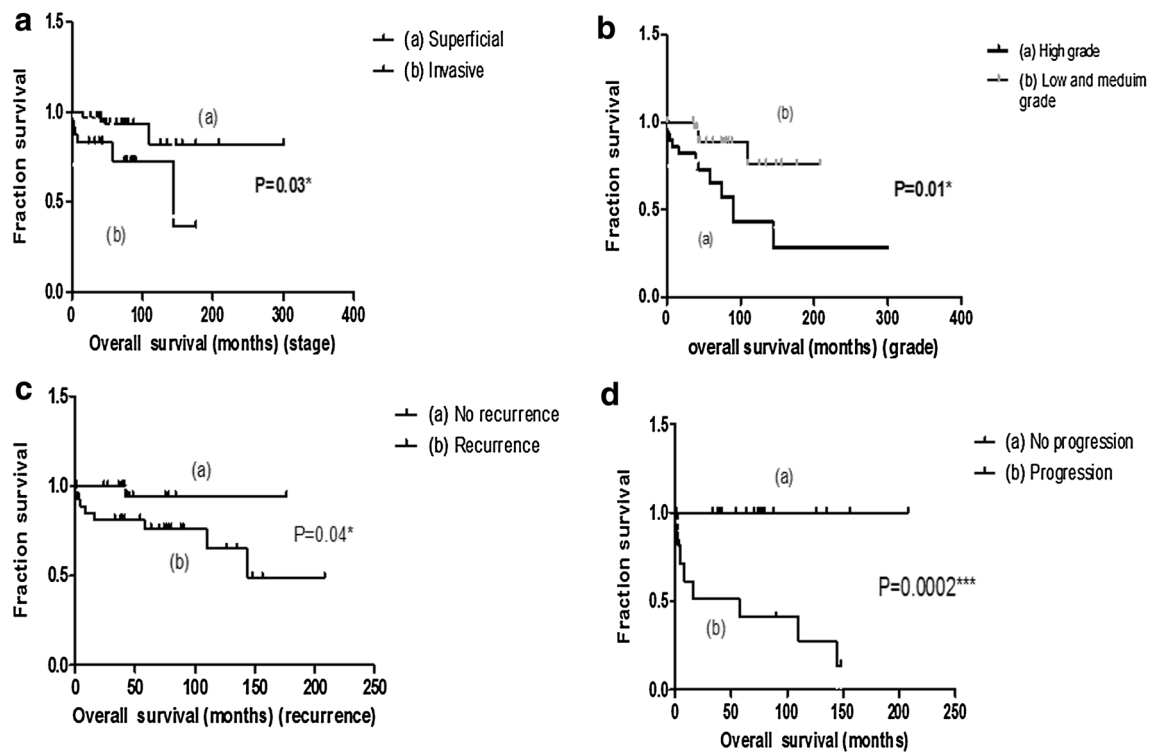 a
1.5
1.0
0.5
0.0
Fraction survival
0 100 200 300 400
Overall survival (months) (stage)
(a) Superficial
(b) Invasive
(a)
(b)
P=0.03*
b
1.5
1.0
0.5
0.0
Fraction survival
0 100 200 300 400
overall survival (months) (grade)
(a) High grade
(b) Low and meduim
grade
(b)
(a)
P=0.01*
c
1.5
1.0
0.5
0.0
Fraction survival
0 50 100 150 200 250
Overall survival (months) (recurrence)
(a) No recurrence
(b) Recurrence
(a)
(b)
P=0.04*
d
1.5
1.0
0.5
0.0
Fraction survival
0 50 100 150 200 250
Overall survival (months)
(a) No progression
(b) Progression
(a)
(b)
P=0.0002***